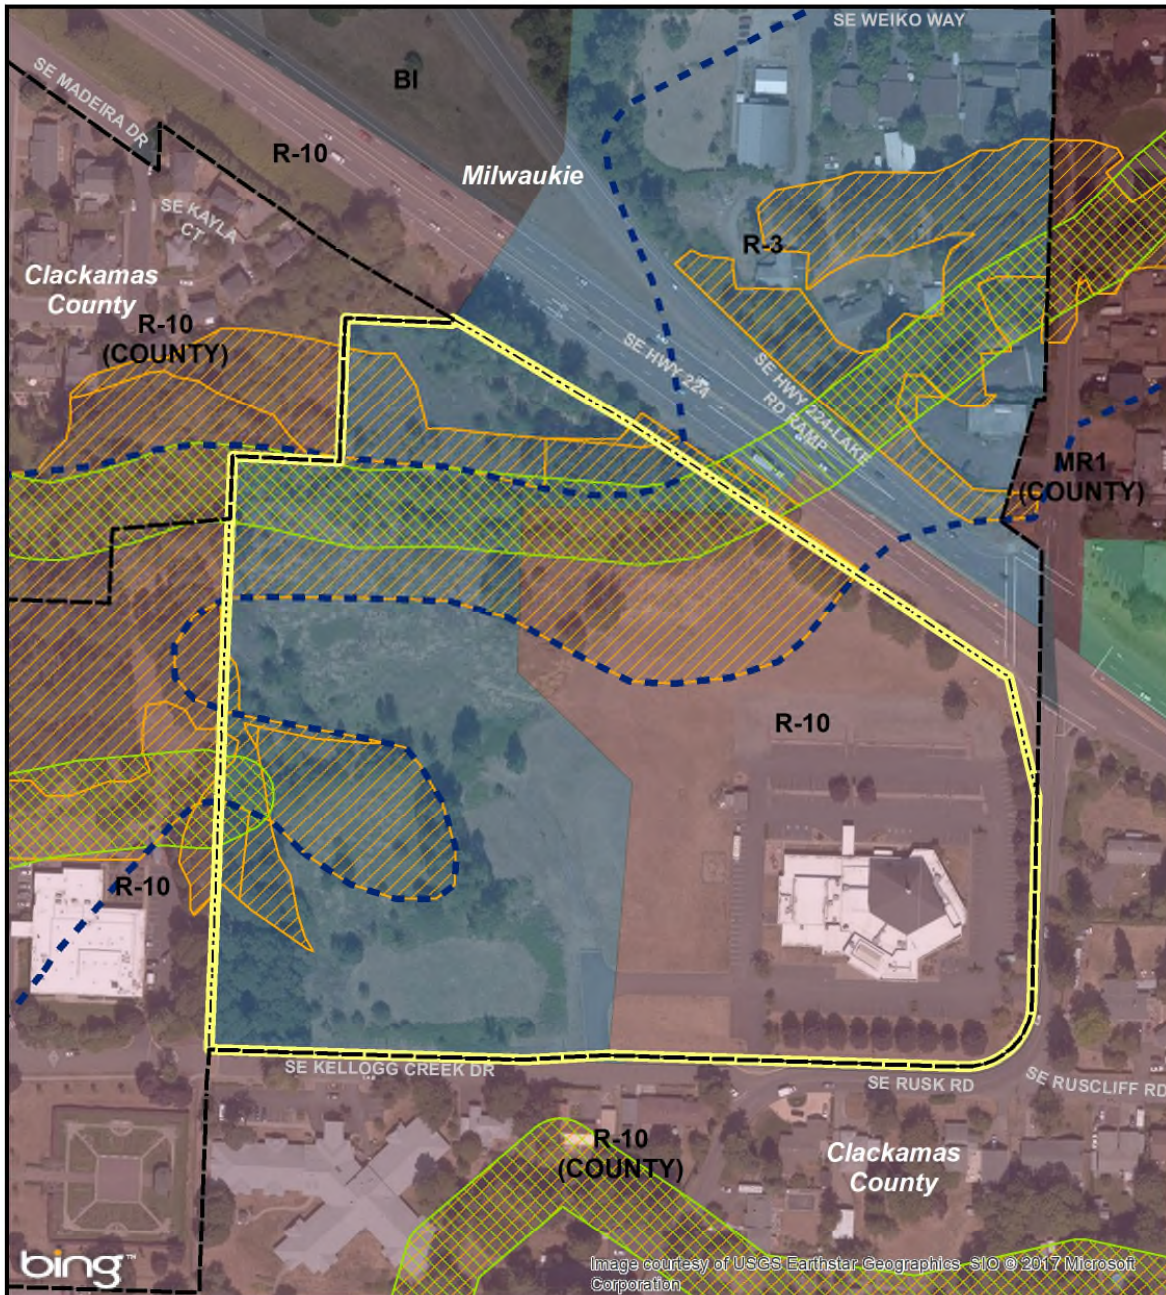 SE WEIKO WAY
BI
SE MADEIRA DR
R-10
Milwaukie
SE KAYLA
CT
R-3
Clackamas
County
R-10
(COUNTY)
SE HWY 224
SE HWY 224-LAKE
RD RAMP
MR1
(COUNTY)
R-10
R-10
SE KELLOGG CREEK DR
SE RUSK RD
SE RUSCLIFF RD
R-10
(COUNTY)
Clackamas
County
bing™
Image courtesy of USGS Earthstar Geographics SIO © 2017 Microsoft
Corporation